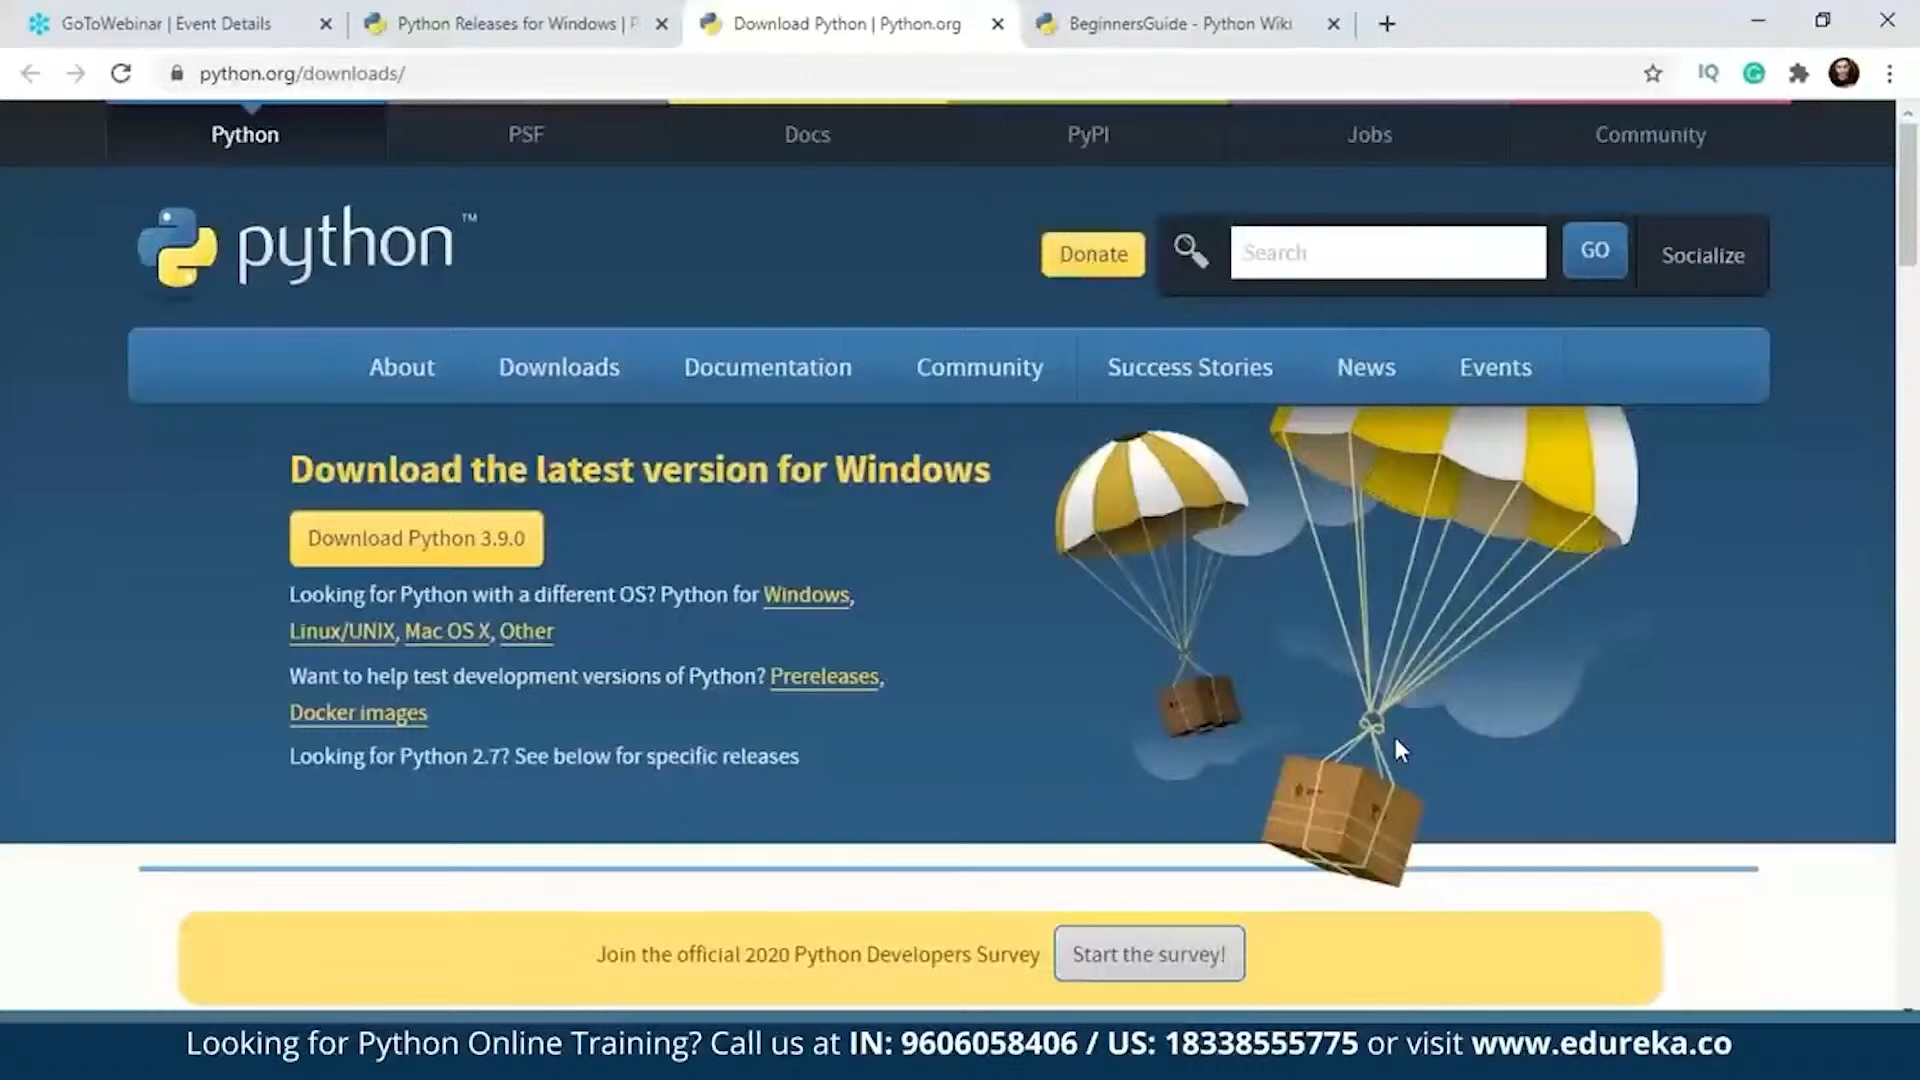 GoToWebinar | Event Details
Python Releases for Windows | P
Download Python | Python.org
BeginnersGuide - Python Wiki
python.org/downloads/
IQ
Python
PSF
Docs
PyPI
Jobs
Community
python™
Donate
Search
GO
Socialize
About
Downloads
Documentation
Community
Success Stories
News
Events
Download the latest version for Windows
Download Python 3.9.0
Looking for Python with a different OS? Python for Windows,
Linux/UNIX, Mac OS X, Other
Want to help test development versions of Python? Prereleases,
Docker images
Looking for Python 2.7? See below for specific releases
Join the official 2020 Python Developers Survey
Start the survey!
Looking for Python Online Training? Call us at IN: 9606058406 / US: 18338555775 or visit www.edureka.co